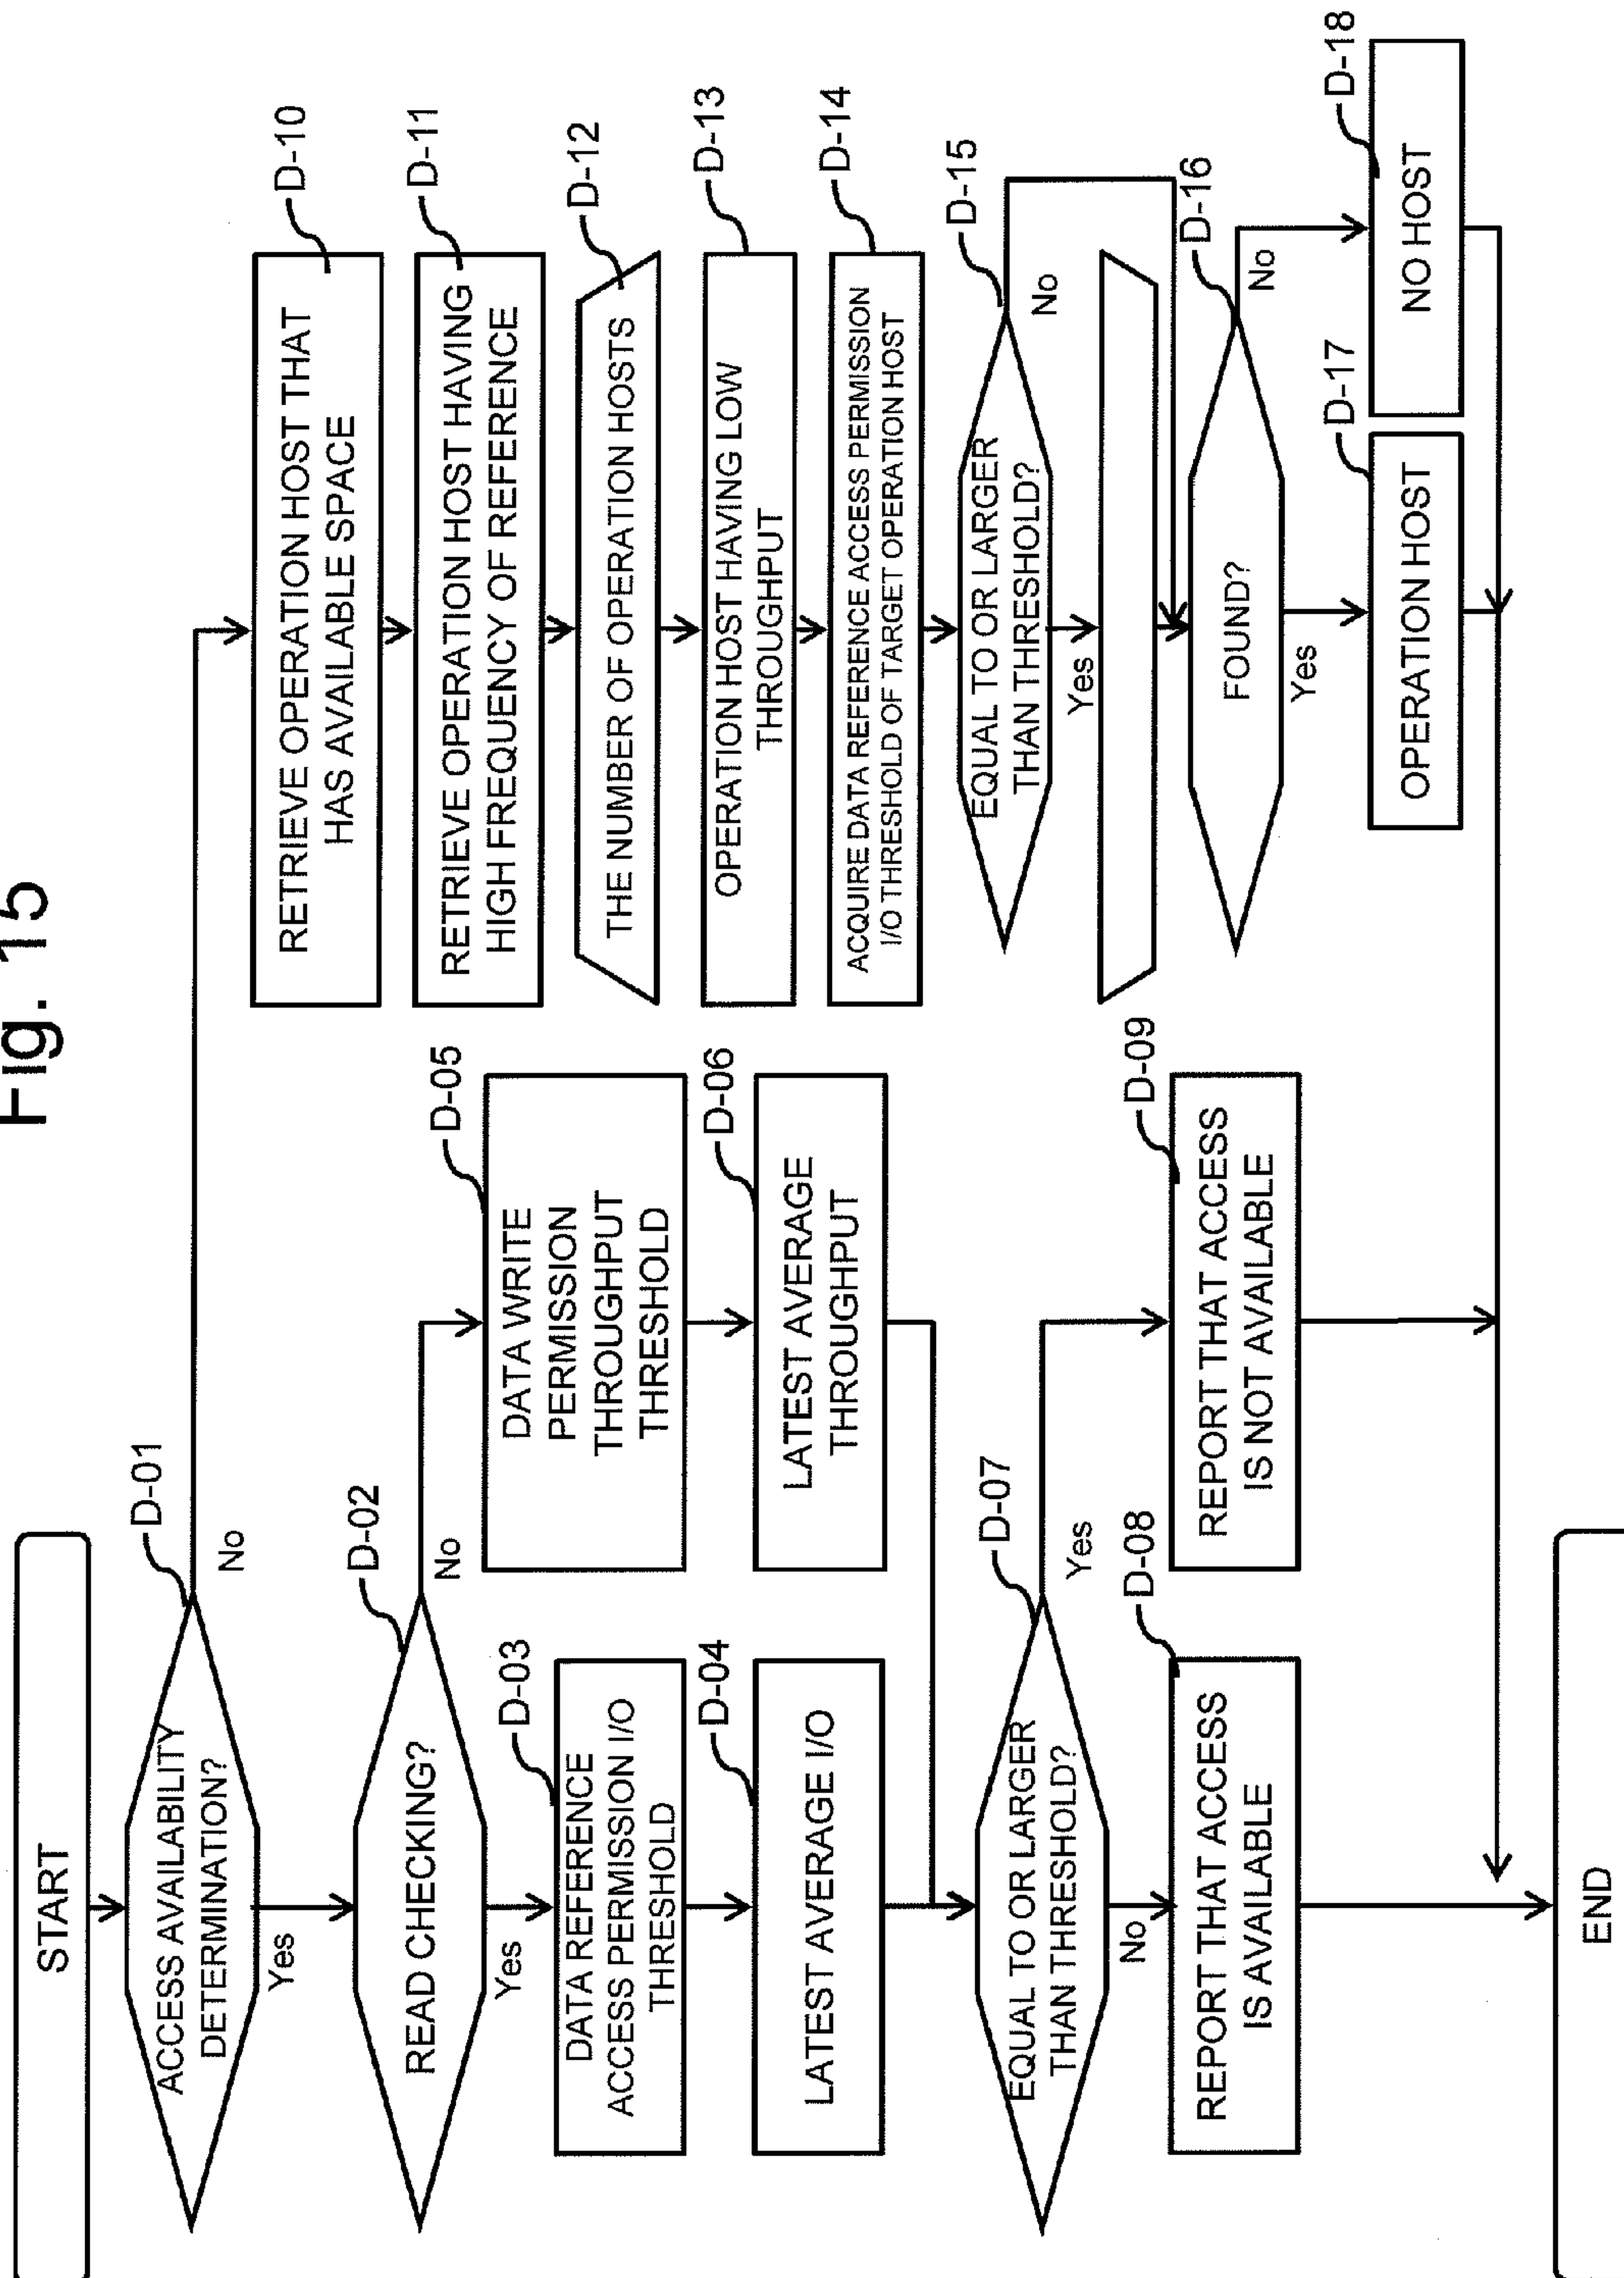 Fig. 15
START
D-01
ACCESS AVAILABILITY
DETERMINATION?
No
Yes
D-02
READ CHECKING?
No
Yes
D-03
DATA REFERENCE
ACCESS PERMISSION I/O
THRESHOLD
D-04
LATEST AVERAGE I/O
D-05
DATA WRITE
PERMISSION
THROUGHPUT
THRESHOLD
D-06
LATEST AVERAGE
THROUGHPUT
D-07
EQUAL TO OR LARGER
THAN THRESHOLD?
Yes
No
D-08
REPORT THAT ACCESS
IS AVAILABLE
D-09
REPORT THAT ACCESS
IS NOT AVAILABLE
D-10
RETRIEVE OPERATION HOST THAT
HAS AVAILABLE SPACE
D-11
RETRIEVE OPERATION HOST HAVING
HIGH FREQUENCY OF REFERENCE
D-12
THE NUMBER OF OPERATION HOSTS
D-13
OPERATION HOST HAVING LOW
THROUGHPUT
D-14
ACQUIRE DATA REFERENCE ACCESS PERMISSION
I/O THRESHOLD OF TARGET OPERATION HOST
D-15
EQUAL TO OR LARGER
THAN THRESHOLD?
No
Yes
D-16
FOUND?
No
Yes
D-17
OPERATION HOST
D-18
NO HOST
END